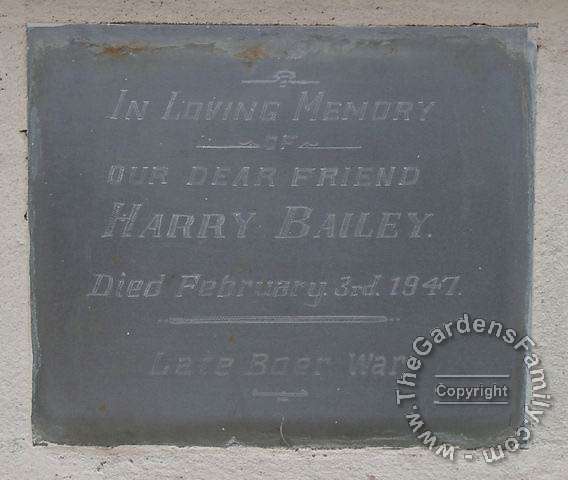 In Loving Memory
OF
OUR DEAR FRIEND
HARRY BAILEY.
Died February. 3rd. 1947.
Late Boer War
www.TheGardensFamily.com -
Copyright